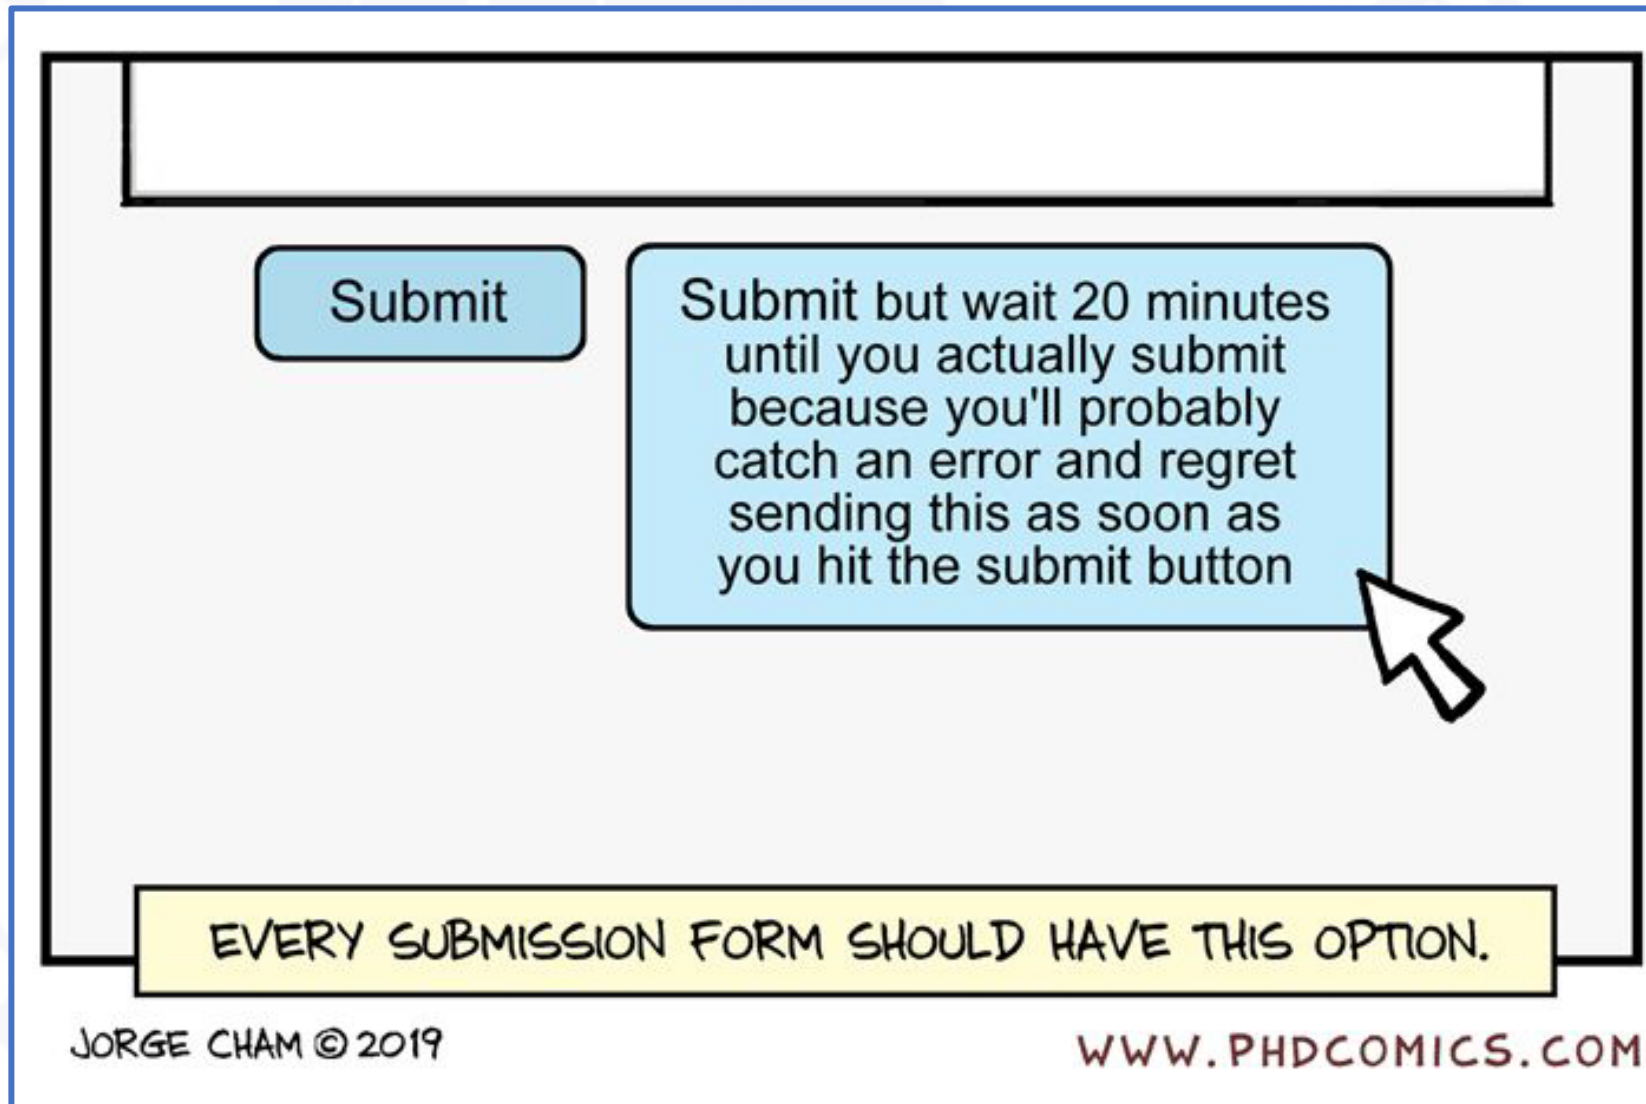 Submit
Submit but wait 20 minutes
until you actually submit
because you'll probably
catch an error and regret
sending this as soon as
you hit the submit button
EVERY SUBMISSION FORM SHOULD HAVE THIS OPTION.
JORGE CHAM © 2019
WWW.PHDCOMICS.COM